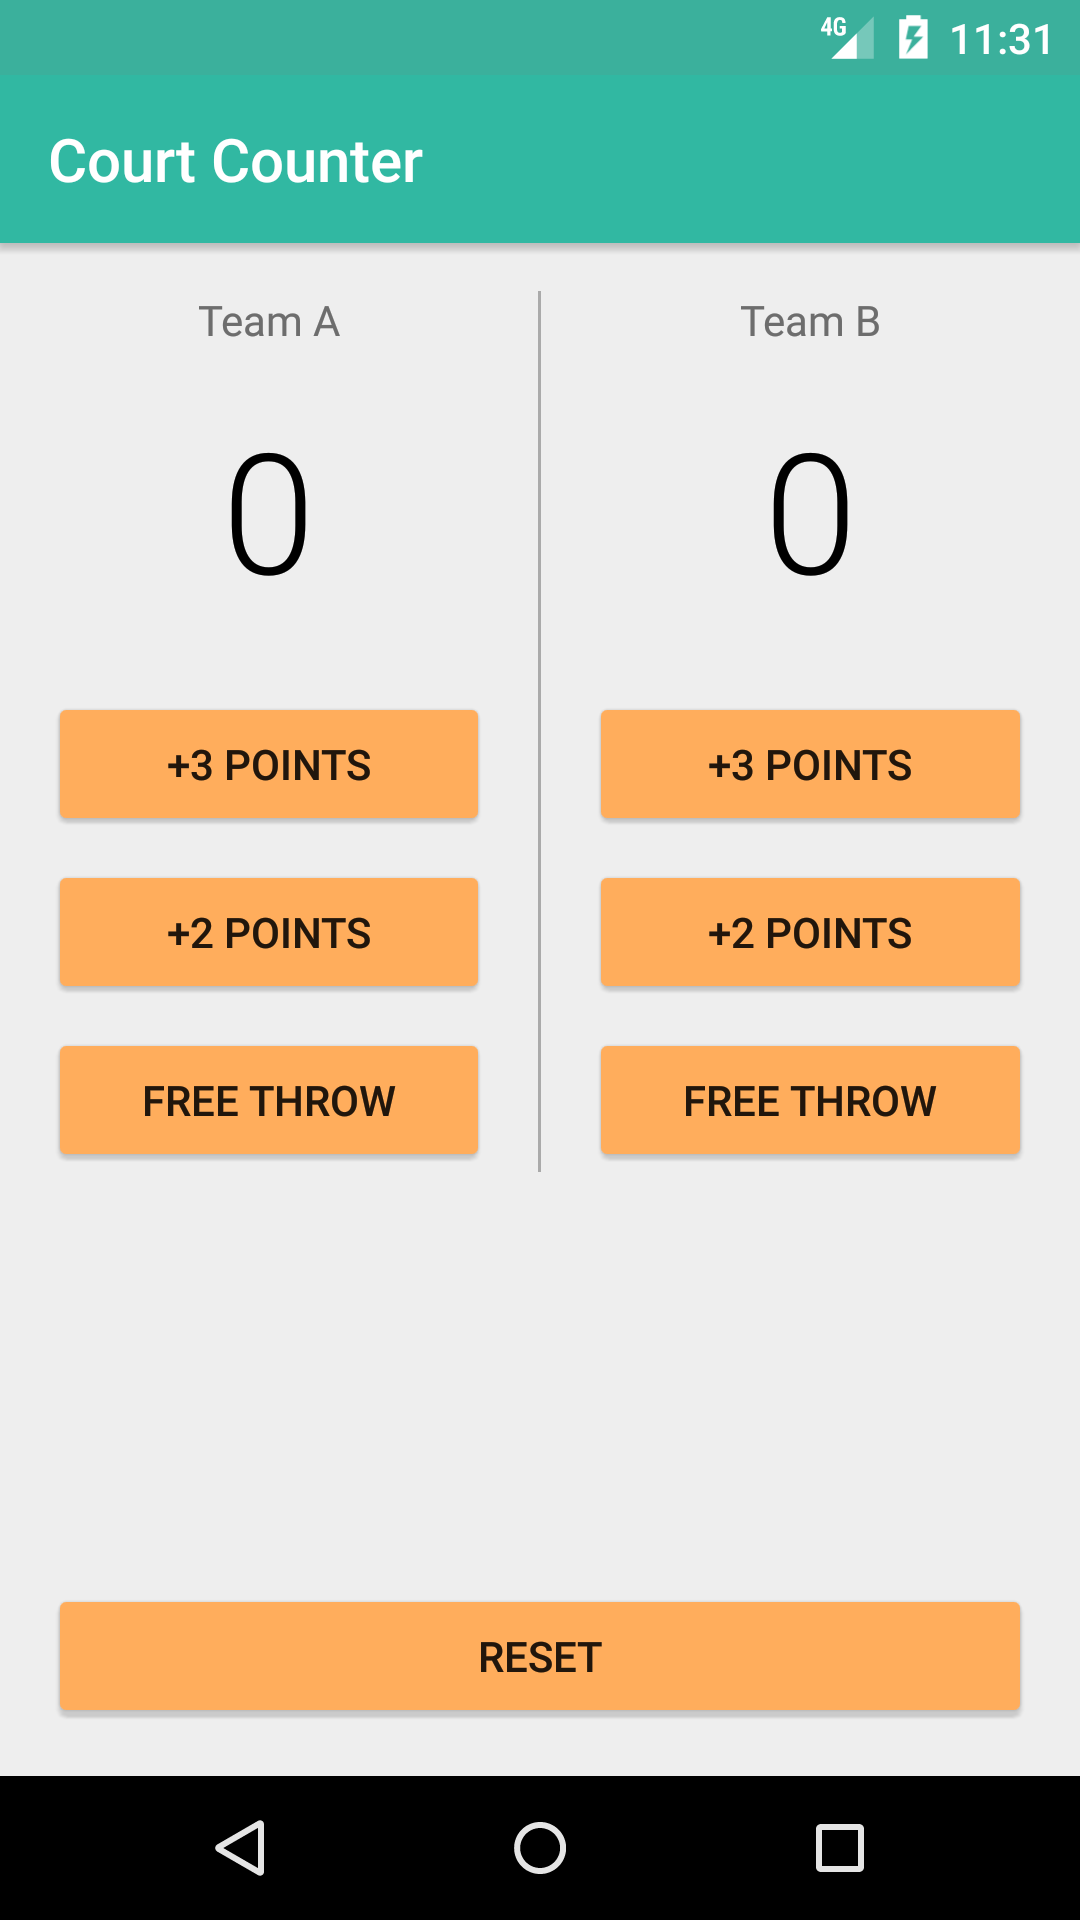 4G 11:31
Court Counter
Team A Team B
0 0
+3 POINTS +3 POINTS
+2 POINTS +2 POINTS
FREE THROW FREE THROW
RESET